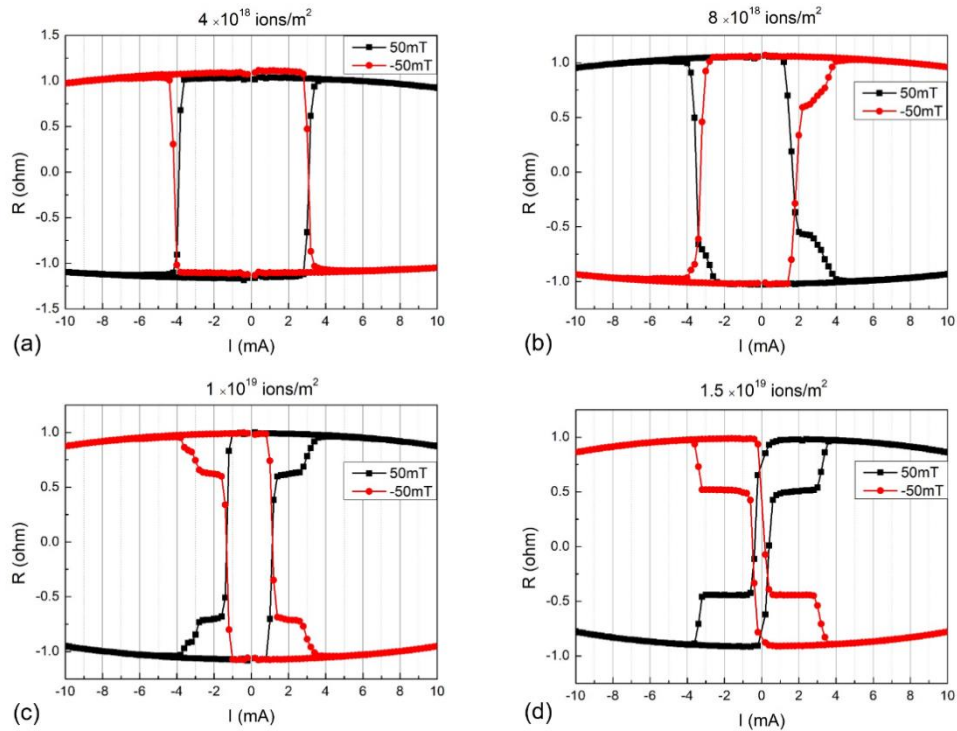 4 ×10¹⁸ ions/m²
1.5
1.0
0.5
0.0
-0.5
-1.0
-1.5
R (ohm)
50mT
-50mT
-10 -8 -6 -4 -2 0 2 4 6 8 10
(a)
I (mA)
8 ×10¹⁸ ions/m²
1.0
0.5
0.0
-0.5
-1.0
R (ohm)
50mT
-50mT
-10 -8 -6 -4 -2 0 2 4 6 8 10
(b)
I (mA)
1 ×10¹⁹ ions/m²
1.0
0.5
0.0
-0.5
-1.0
R (ohm)
50mT
-50mT
-10 -8 -6 -4 -2 0 2 4 6 8 10
(c)
I (mA)
1.5 ×10¹⁹ ions/m²
1.0
0.5
0.0
-0.5
-1.0
R (ohm)
50mT
-50mT
-10 -8 -6 -4 -2 0 2 4 6 8 10
(d)
I (mA)